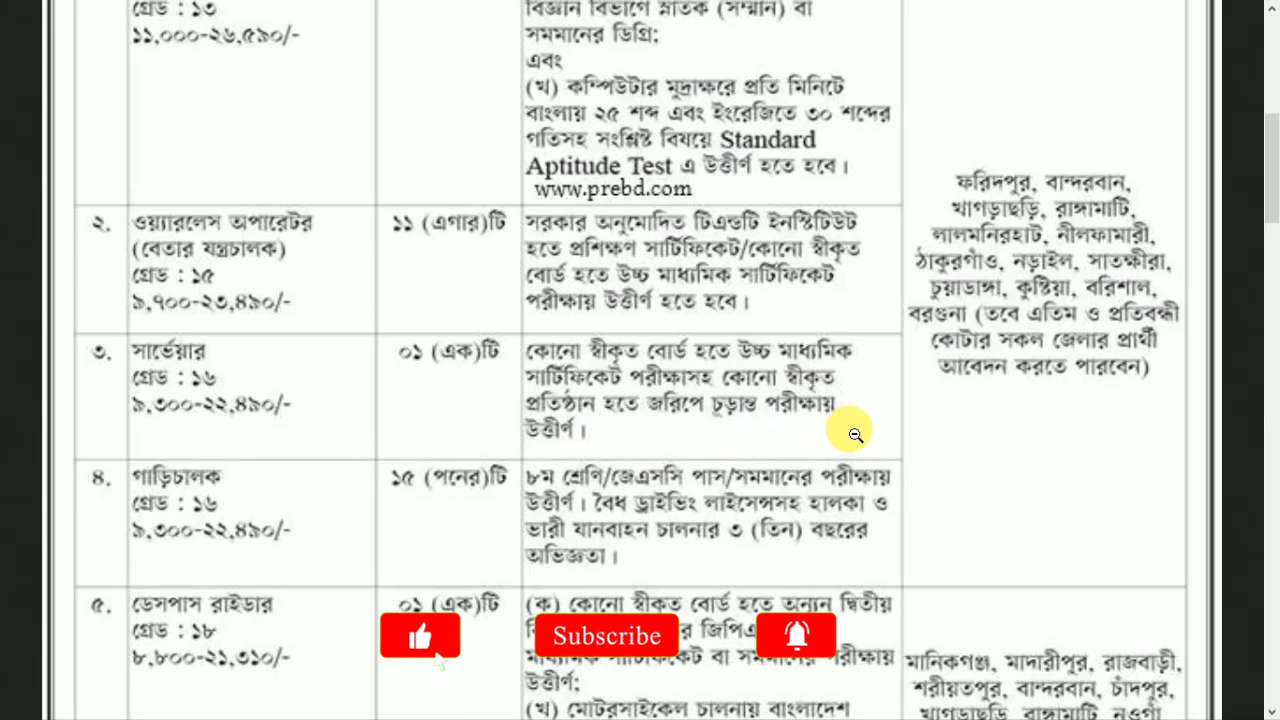 গ্রেড : ১৩
১১,০০০-২৬,৫৯০/-
বিজ্ঞান বিভাগে স্নাতক (সম্মান) বা
সমমানের ডিগ্রি;
এবং
(খ) কম্পিউটার মুদ্রাক্ষরে প্রতি মিনিটে
বাংলায় ২৫ শব্দ এবং ইংরেজিতে ৩০ শব্দের
গতিসহ সংশ্লিষ্ট বিষয়ে Standard
Aptitude Test এ উত্তীর্ণ হতে হবে।
www.prebd.com
২.
ওয়্যারলেস অপারেটর
(বেতার যন্ত্রচালক)
গ্রেড : ১৫
৯,৭০০-২৩,৪৯০/-
১১ (এগার)টি
সরকার অনুমোদিত টিএন্ডটি ইনস্টিটিউট
হতে প্রশিক্ষণ সার্টিফিকেট/কোনো স্বীকৃত
বোর্ড হতে উচ্চ মাধ্যমিক সার্টিফিকেট
পরীক্ষায় উত্তীর্ণ হতে হবে।
৩.
সার্ভেয়ার
গ্রেড : ১৬
৯,৩০০-২২,৪৯০/-
০১ (এক)টি
কোনো স্বীকৃত বোর্ড হতে উচ্চ মাধ্যমিক
সার্টিফিকেট পরীক্ষাসহ কোনো স্বীকৃত
প্রতিষ্ঠান হতে জরিপে চূড়ান্ত পরীক্ষায়
উত্তীর্ণ।
৪.
গাড়িচালক
গ্রেড : ১৬
৯,৩০০-২২,৪৯০/-
১৫ (পনের)টি
৮ম শ্রেণি/জেএসসি পাস/সমমানের পরীক্ষায়
উত্তীর্ণ। বৈধ ড্রাইভিং লাইসেন্সসহ হালকা ও
ভারী যানবাহন চালনার ৩ (তিন) বছরের
অভিজ্ঞতা।
ফরিদপুর, বান্দরবান,
খাগড়াছড়ি, রাঙ্গামাটি,
লালমনিরহাট, নীলফামারী,
ঠাকুরগাঁও, নড়াইল, সাতক্ষীরা,
চুয়াডাঙ্গা, কুষ্টিয়া, বরিশাল,
বরগুনা (তবে এতিম ও প্রতিবন্ধী
কোটার সকল জেলার প্রার্থী
আবেদন করতে পারবেন)
৫.
ডেসপাস রাইডার
গ্রেড : ১৮
৮,৮০০-২১,৩১০/-
০১ (এক)টি
(ক) কোনো স্বীকৃত বোর্ড হতে অন্যূন দ্বিতীয়
জিপিএ
মাধ্যমিক সার্টিফিকেট বা সমমানের পরীক্ষায়
উত্তীর্ণ;
(খ) মোটরসাইকেল চালনায় বাংলাদেশ
মানিকগঞ্জ, মাদারীপুর, রাজবাড়ী,
শরীয়তপুর, বান্দরবান, চাঁদপুর,
খাগড়াছড়ি, রাঙ্গামাটি, নওগাঁ,
Subscribe